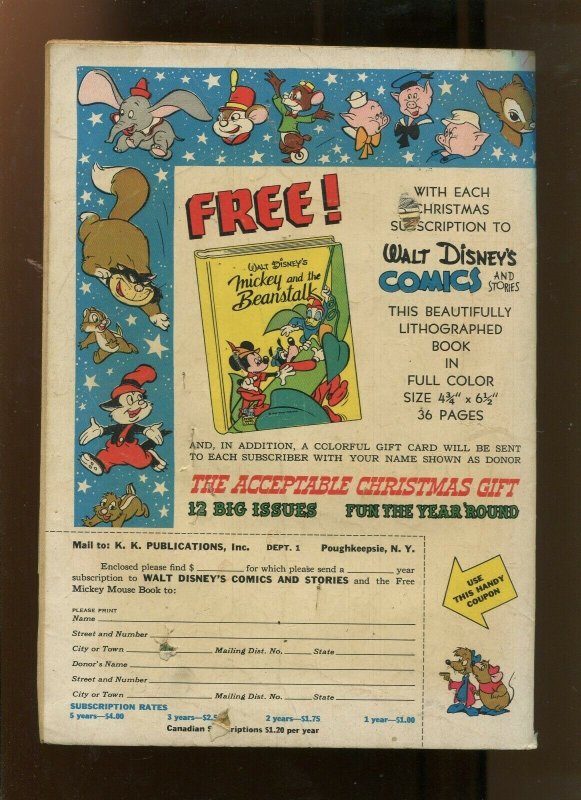 FREE!
WITH EACH
CHRISTMAS
SUBSCRIPTION TO
WALT DISNEY'S
COMICS AND STORIES
THIS BEAUTIFULLY
LITHOGRAPHED
BOOK
IN
FULL COLOR
SIZE 4¾" x 6½"
36 PAGES
WALT DISNEY'S
Mickey and the
Beanstalk
AND, IN ADDITION, A COLORFUL GIFT CARD WILL BE SENT
TO EACH SUBSCRIBER WITH YOUR NAME SHOWN AS DONOR
THE ACCEPTABLE CHRISTMAS GIFT
12 BIG ISSUES FUN THE YEAR 'ROUND
Mail to: K. K. PUBLICATIONS, Inc. DEPT. 1 Poughkeepsie, N. Y.
Enclosed please find $ for which please send a year
subscription to WALT DISNEY'S COMICS AND STORIES and the Free
Mickey Mouse Book to:
PLEASE PRINT
Name
Street and Number
City or Town Mailing Dist. No. State
Donor's Name
Street and Number
City or Town Mailing Dist. No. State
SUBSCRIPTION RATES
5 years—$4.00 3 years—$2.5 2 years—$1.75 1 year—$1.00
Canadian S riptions $1.20 per year
USE
THIS HANDY
COUPON